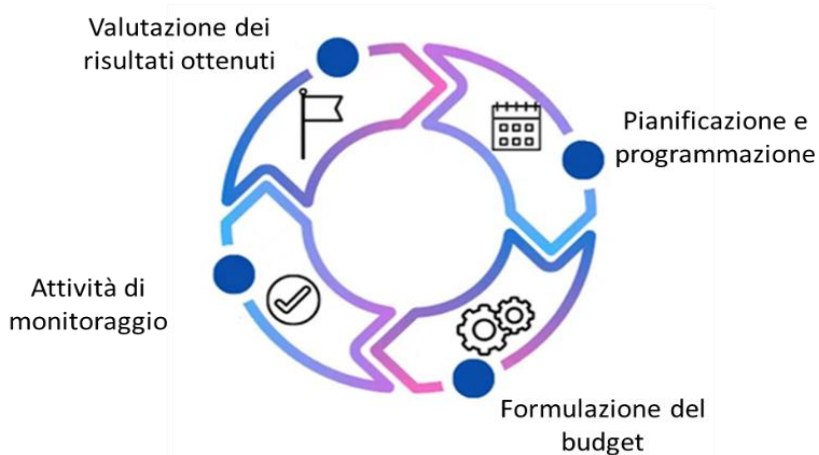 Valutazione dei
risultati ottenuti
Pianificazione e
programmazione
Attività di
monitoraggio
Formulazione del
budget